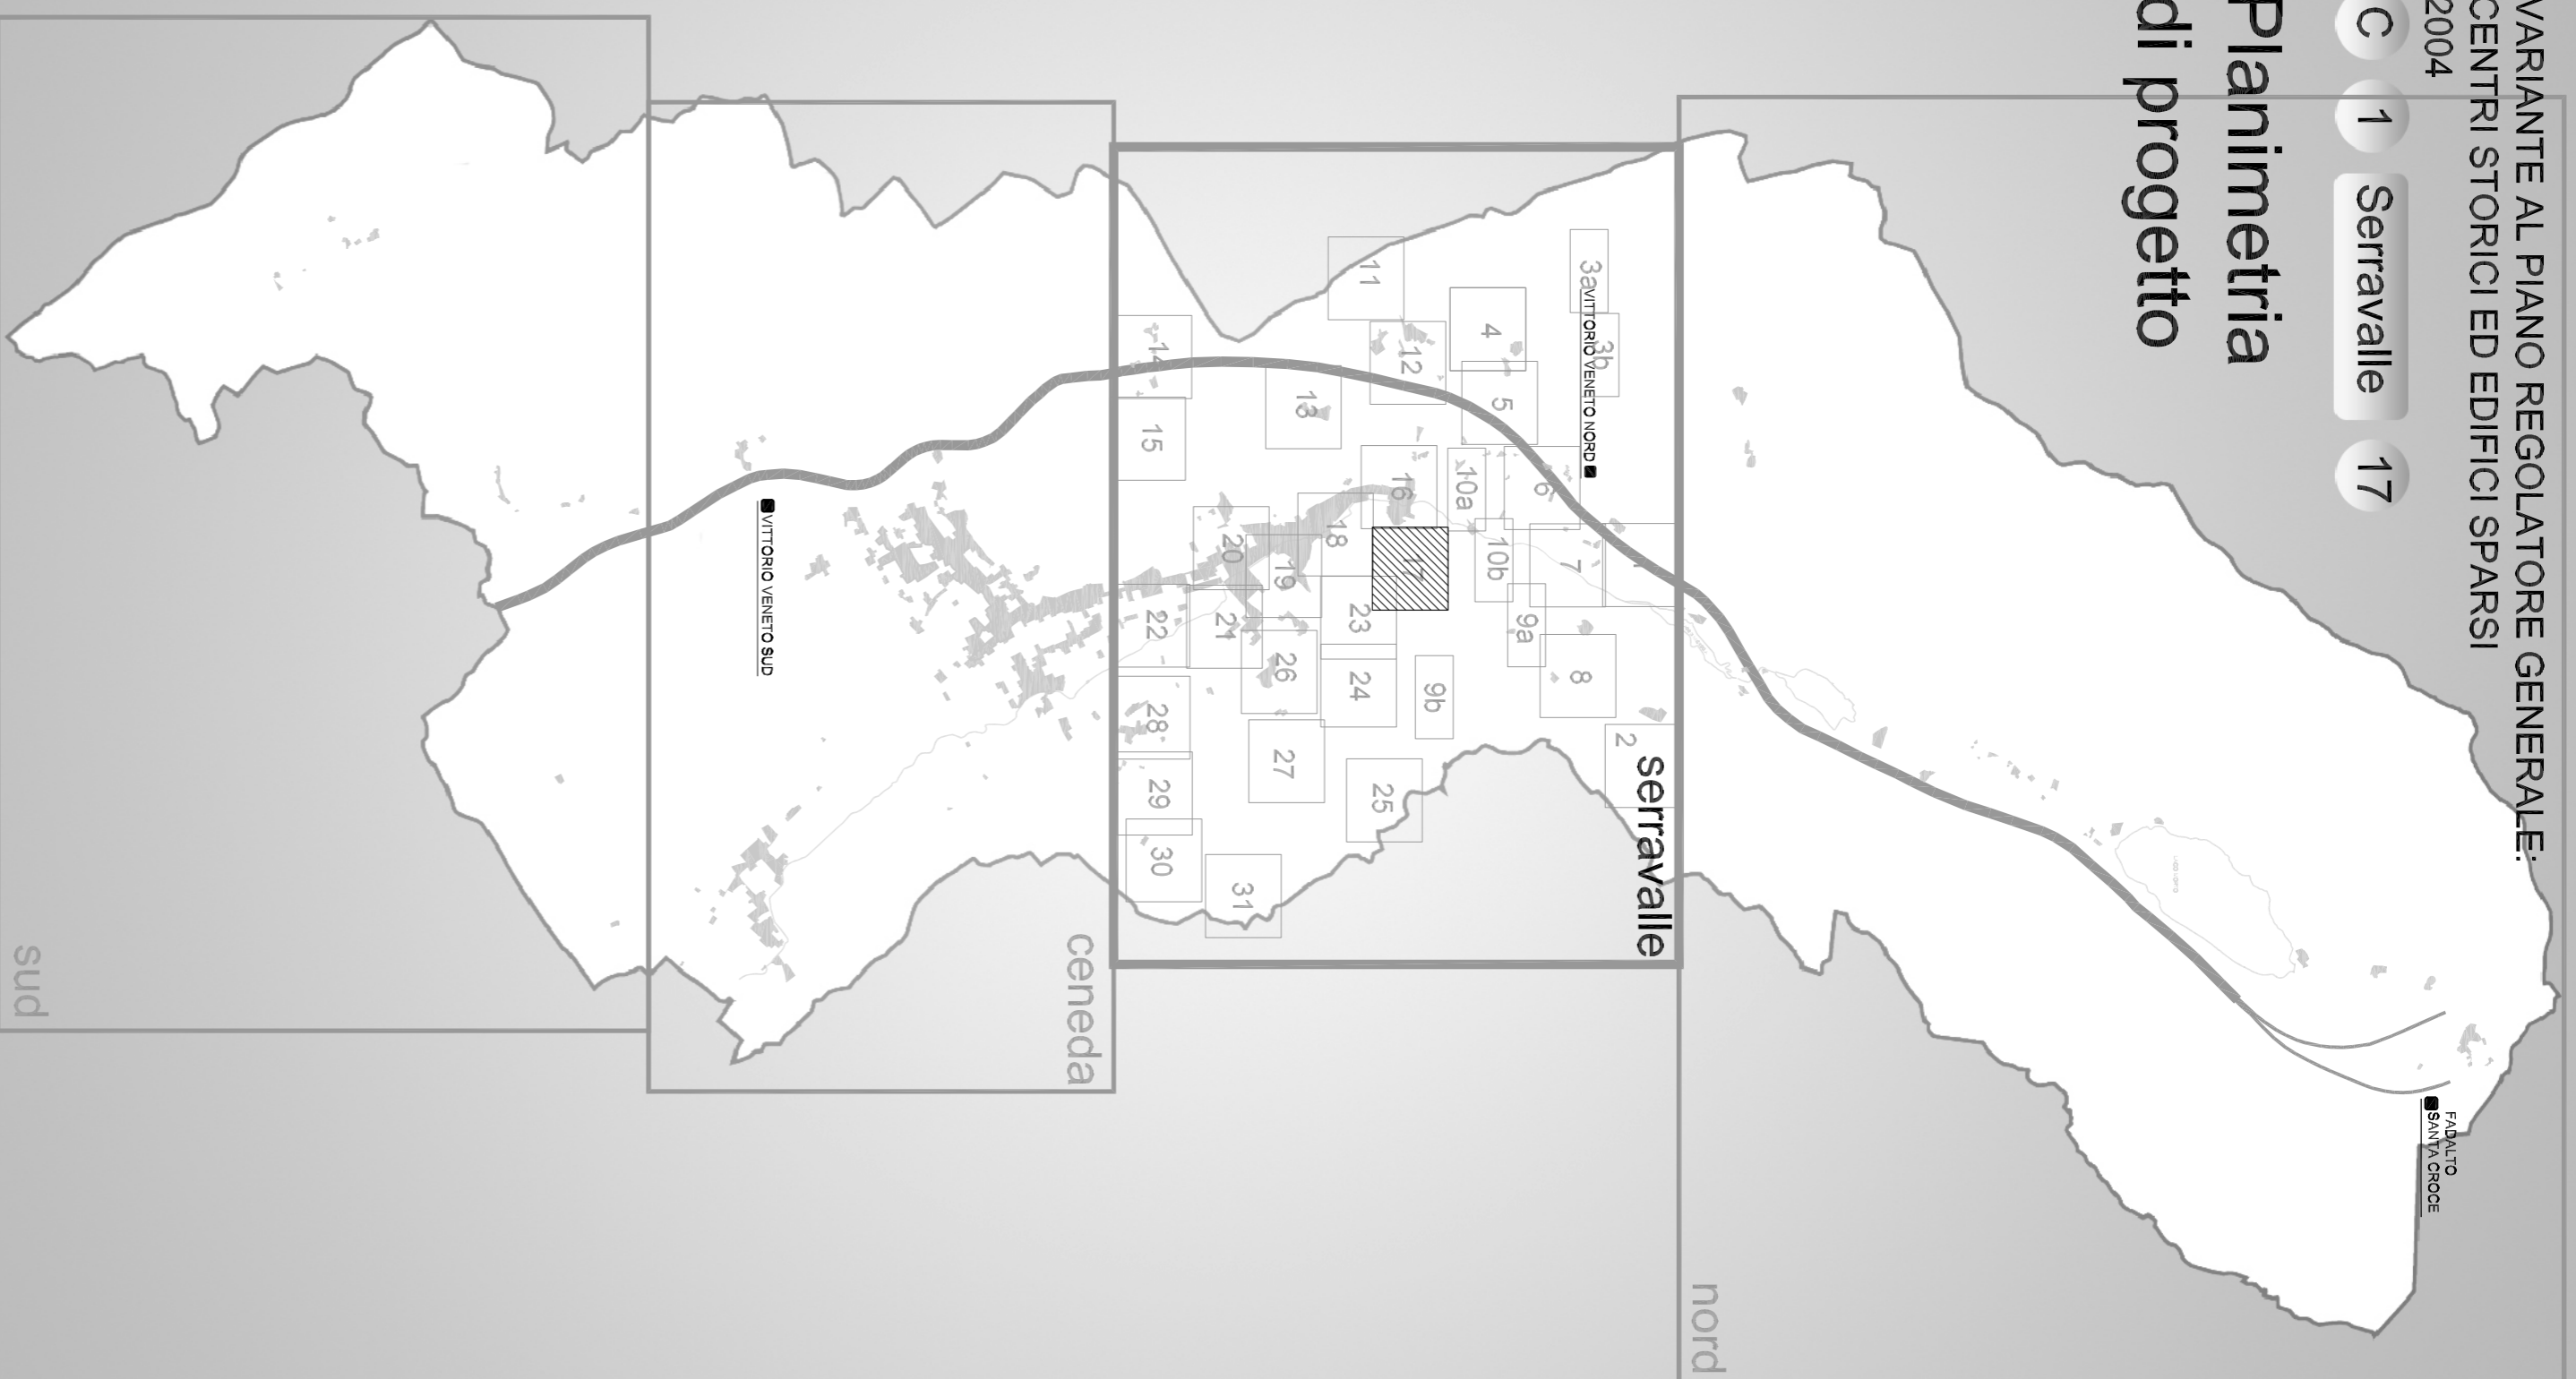 VARIANTE AL PIANO REGOLATORE GENERALE:
CENTRI STORICI ED EDIFICI SPARSI
2004
C 1 Serravalle 17
Planimetria
di progetto
nord
FADALTO
SANTA CROCE
Serravalle
2
3a
3b
VITTORIO VENETO NORD
4
5
6
7
8
9a
9b
10a
10b
11
12
13
14
15
16
17
18
19
20
21
22
23
24
25
26
27
28
29
30
31
ceneda
VITTORIO VENETO SUD
sud